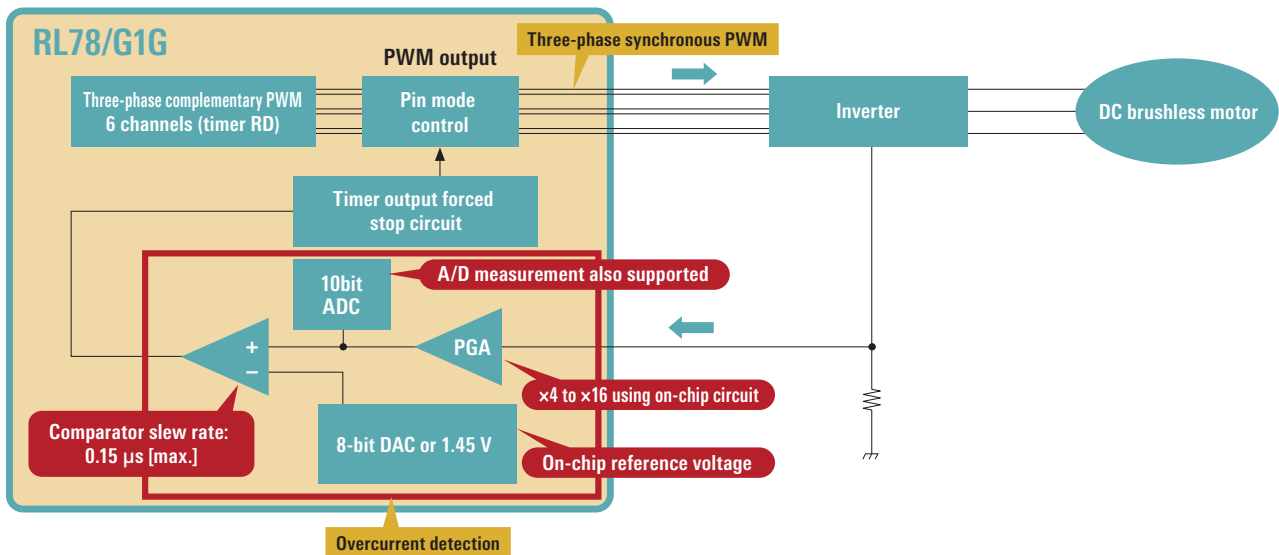 RL78/G1G
PWM output
Three-phase synchronous PWM
Three-phase complementary PWM
6 channels (timer RD)
Pin mode
control
Inverter
DC brushless motor
Timer output forced
stop circuit
10bit
ADC
A/D measurement also supported
+
−
PGA
×4 to ×16 using on-chip circuit
Comparator slew rate:
0.15 µs [max.]
8-bit DAC or 1.45 V
On-chip reference voltage
Overcurrent detection